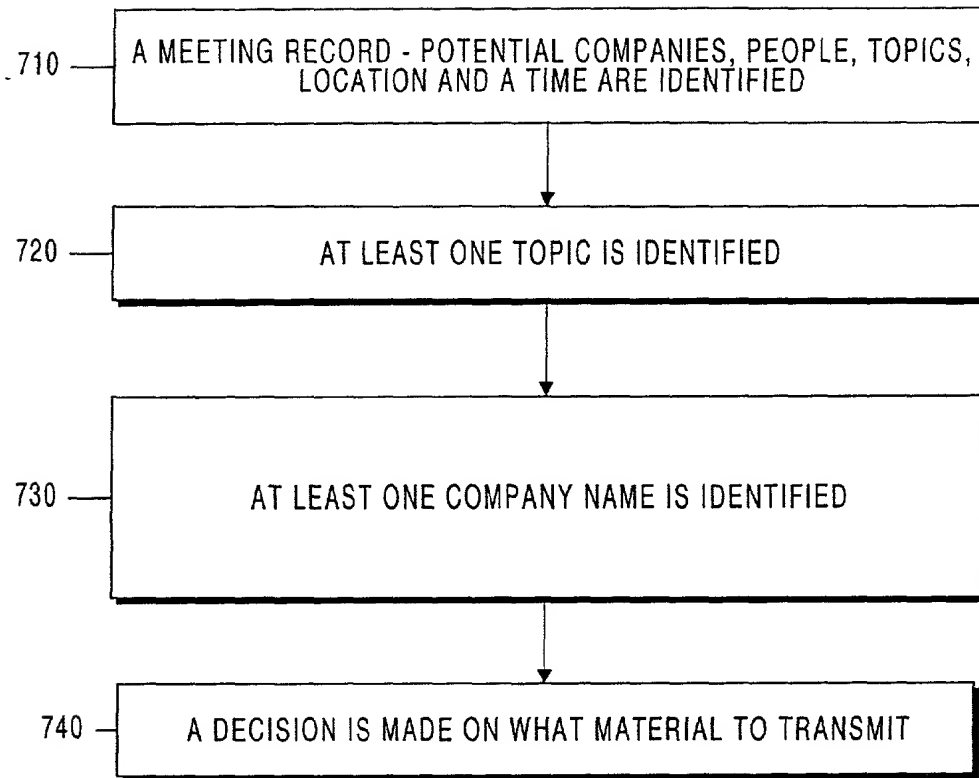 710
A MEETING RECORD - POTENTIAL COMPANIES, PEOPLE, TOPICS,
LOCATION AND A TIME ARE IDENTIFIED
720
AT LEAST ONE TOPIC IS IDENTIFIED
730
AT LEAST ONE COMPANY NAME IS IDENTIFIED
740
A DECISION IS MADE ON WHAT MATERIAL TO TRANSMIT